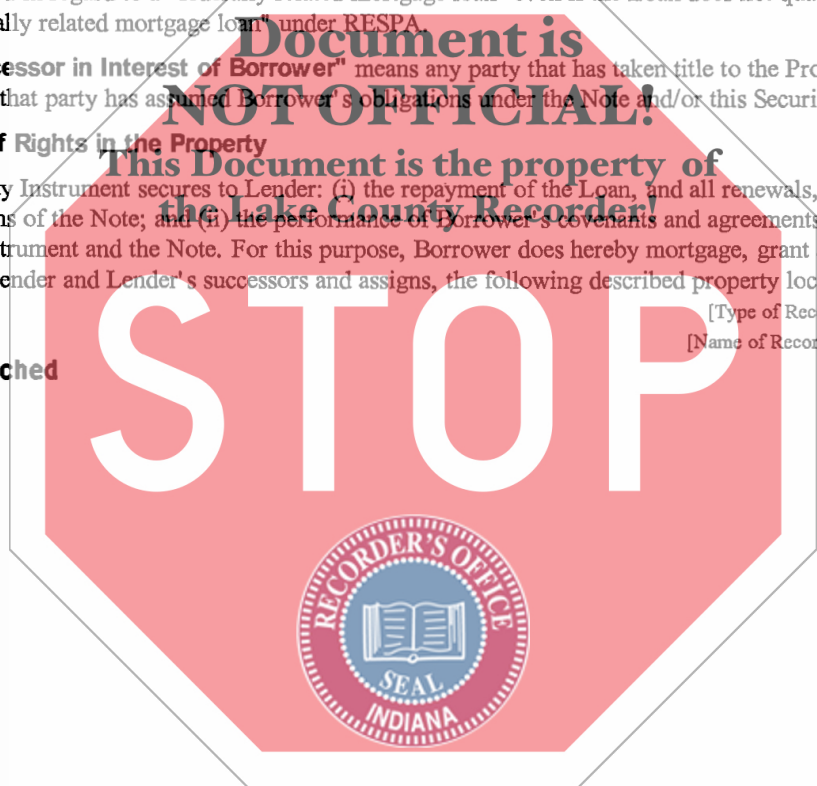 ally related mortgage loan" under RESPA.
Document is
essor in Interest of Borrower" means any party that has taken title to the Pro
that party has assumed Borrower's obligations under the Note and/or this Securi
NOT OFFICIAL!
f Rights in the Property
This Document is the property of
y Instrument secures to Lender: (i) the repayment of the Loan, and all renewals,
the Lake County Recorder!
ns of the Note; and (ii) the performance of Borrower's covenants and agreements
trument and the Note. For this purpose, Borrower does hereby mortgage, grant
ender and Lender's successors and assigns, the following described property loc
[Type of Rec
[Name of Recor
ched
STOP
RECORDER'S OFFICE
SEAL
INDIANA